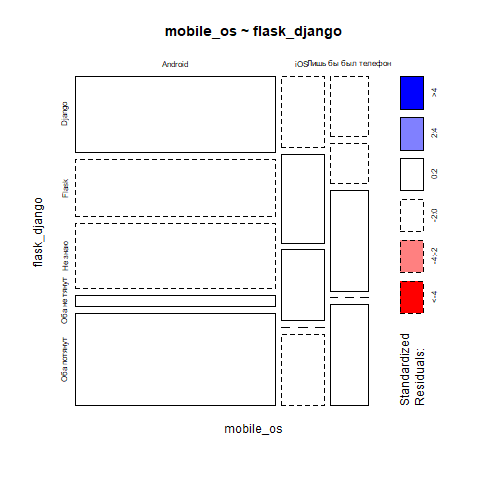 mobile_os ~ flask_django
Android
iOS
Лишь бы был телефон
Django
Flask
Не знаю
Оба не тянут
Оба потянут
flask_django
mobile_os
>4
2:4
0:2
-2:0
-4:-2
<-4
Standardized
Residuals: